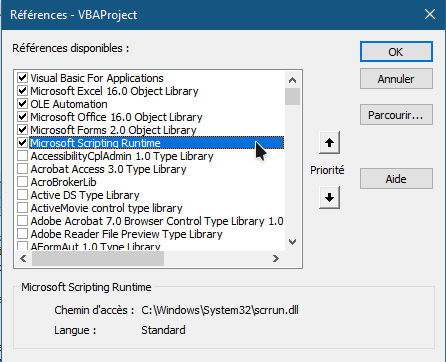 Références - VBAProject
Références disponibles :
OK
Visual Basic For Applications
Microsoft Excel 16.0 Object Library
Annuler
OLE Automation
Microsoft Office 16.0 Object Library
Microsoft Forms 2.0 Object Library
Parcourir...
Microsoft Scripting Runtime
AccessibilityCplAdmin 1.0 Type Library
Acrobat Access 3.0 Type Library
Priorité
AcroBrokerLib
Aide
Active DS Type Library
ActiveMovie control type library
Adobe Acrobat 7.0 Browser Control Type Library 1.0
Adobe Reader File Preview Type Library
AFormAut 1.0 Type Library
Microsoft Scripting Runtime
Chemin d'accès : C:\Windows\System32\scrrun.dll
Langue : Standard